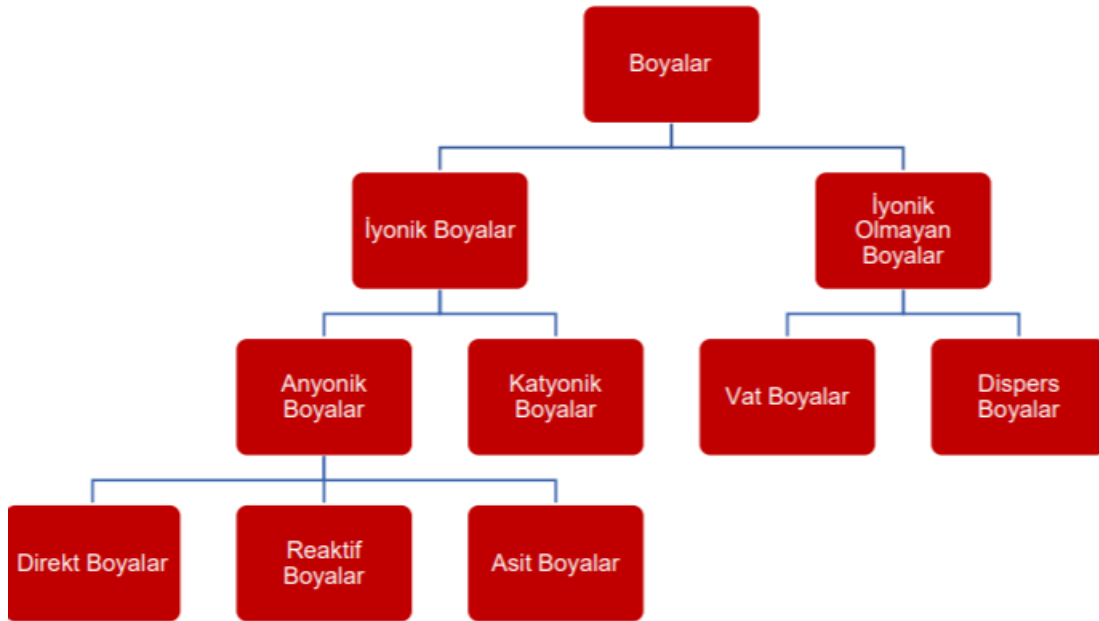 Boyalar
İyonik Boyalar
İyonik
Olmayan
Boyalar
Anyonik
Boyalar
Katyonik
Boyalar
Vat Boyalar
Dispers
Boyalar
Direkt Boyalar
Reaktif
Boyalar
Asit Boyalar